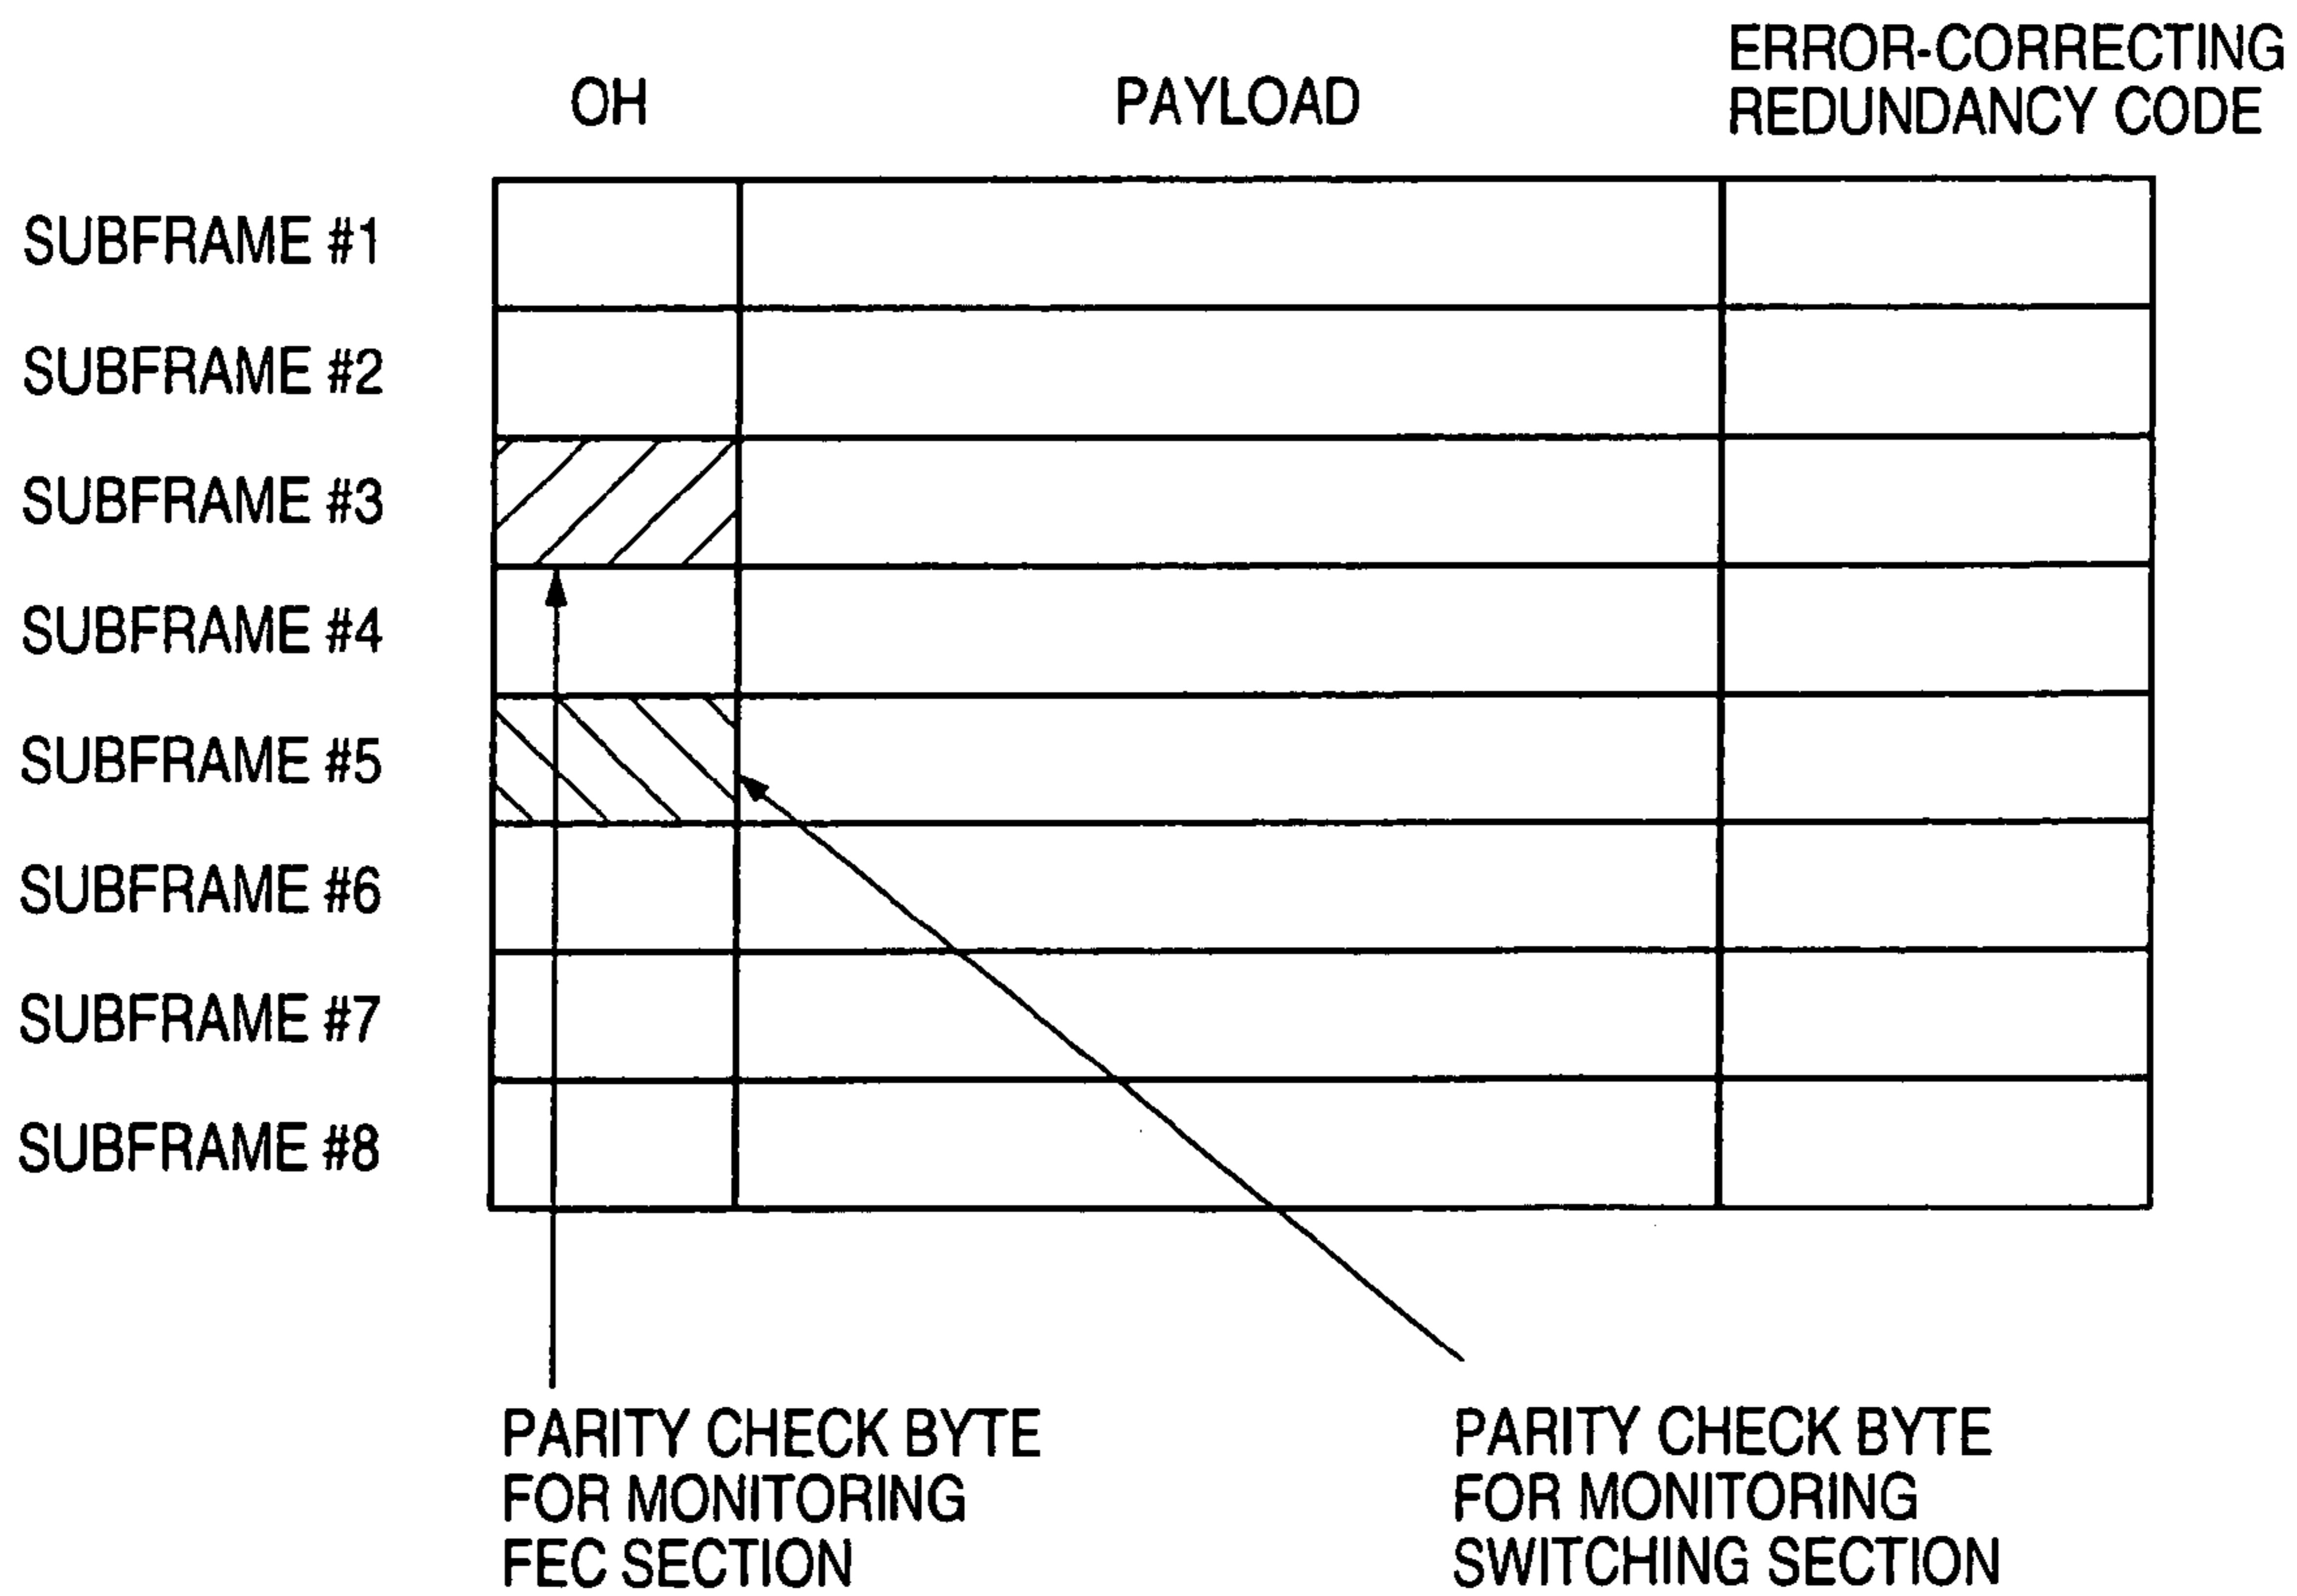 OH
PAYLOAD
ERROR-CORRECTING
REDUNDANCY CODE
SUBFRAME #1
SUBFRAME #2
SUBFRAME #3
SUBFRAME #4
SUBFRAME #5
SUBFRAME #6
SUBFRAME #7
SUBFRAME #8
PARITY CHECK BYTE
FOR MONITORING
FEC SECTION
PARITY CHECK BYTE
FOR MONITORING
SWITCHING SECTION